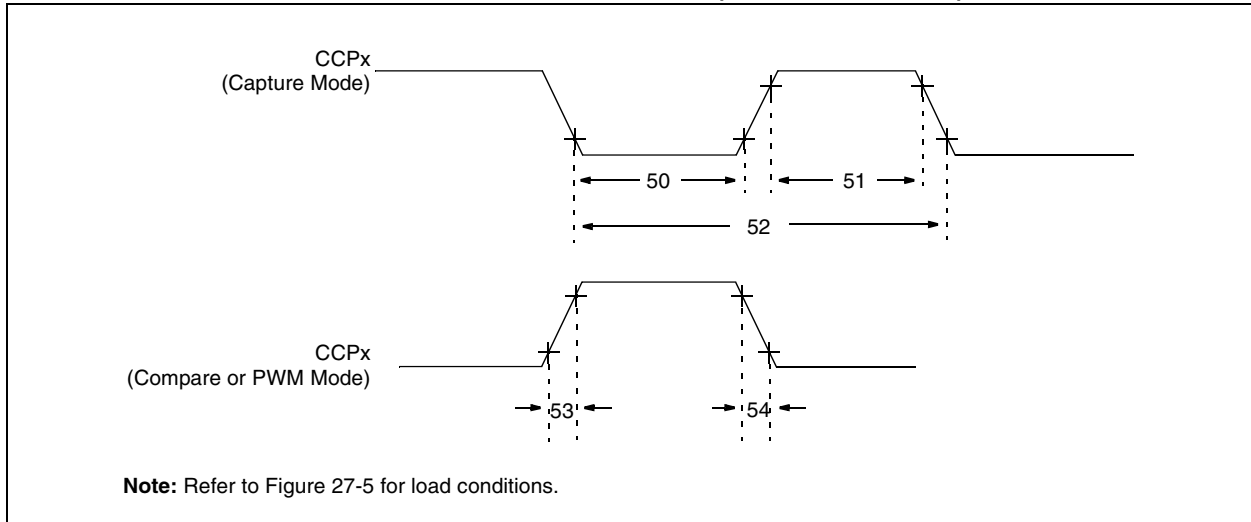 CCPx
(Capture Mode)
50
51
52
CCPx
(Compare or PWM Mode)
53
54
Note: Refer to Figure 27-5 for load conditions.